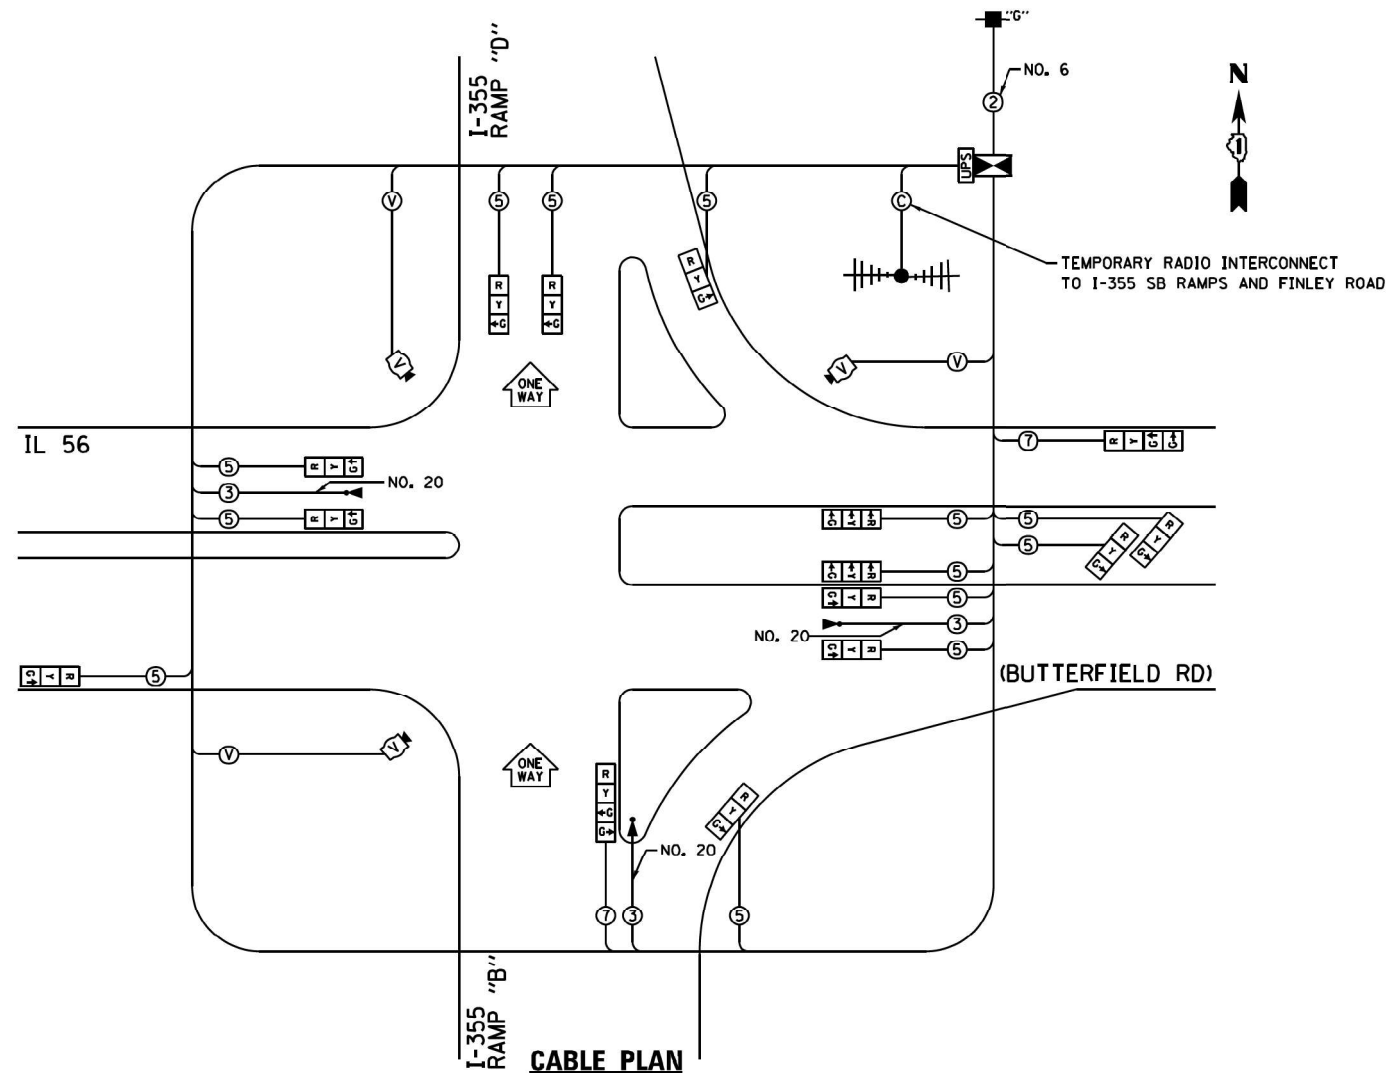 "G"
NO. 6
2
N
1
I-355
RAMP "D"
UPS
V
5
5
5
C
R
Y
←G
R
Y
←G
R
Y
G→
TEMPORARY RADIO INTERCONNECT
TO I-355 SB RAMPS AND FINLEY ROAD
V
V
V
ONE
WAY
IL 56
7
R Y G← G→
5
R Y G←
3
NO. 20
5
R Y G←
←G ←Y ←R
5
5
R
Y
G→
5
R
Y
G→
←G ←Y ←R
5
G→ Y R
5
NO. 20
3
G→ Y R
5
G→ Y R
5
(BUTTERFIELD RD)
V
V
ONE
WAY
R
Y
←G
G→
R
Y
G→
NO. 20
7
3
5
I-355
RAMP "B"
CABLE PLAN